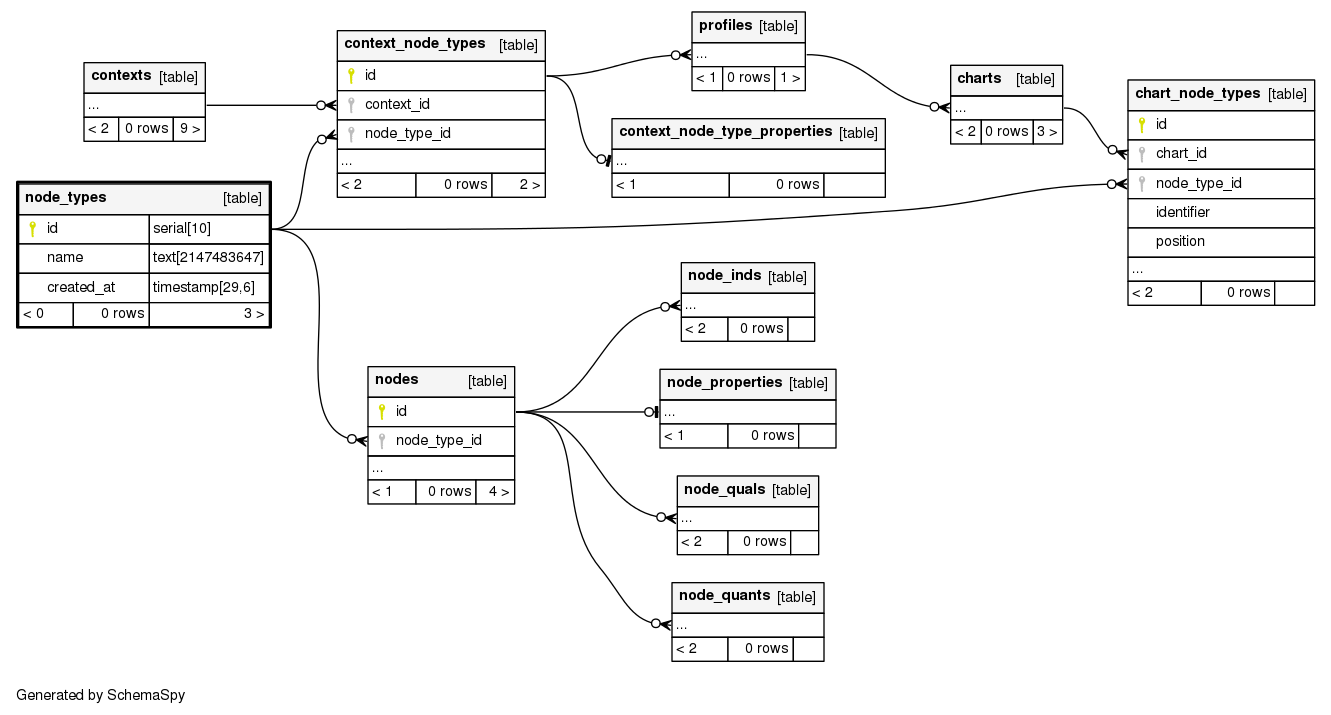 contexts [table]
...
< 2 0 rows 9 >
node_types [table]
id serial[10]
name text[2147483647]
created_at timestamp[29,6]
< 0 0 rows 3 >
context_node_types [table]
id
context_id
node_type_id
...
< 2 0 rows 2 >
profiles [table]
...
< 1 0 rows 1 >
context_node_type_properties [table]
...
< 1 0 rows
charts [table]
...
< 2 0 rows 3 >
chart_node_types [table]
id
chart_id
node_type_id
identifier
position
...
< 2 0 rows
nodes [table]
id
node_type_id
...
< 1 0 rows 4 >
node_inds [table]
...
< 2 0 rows
node_properties [table]
...
< 1 0 rows
node_quals [table]
...
< 2 0 rows
node_quants [table]
...
< 2 0 rows
Generated by SchemaSpy